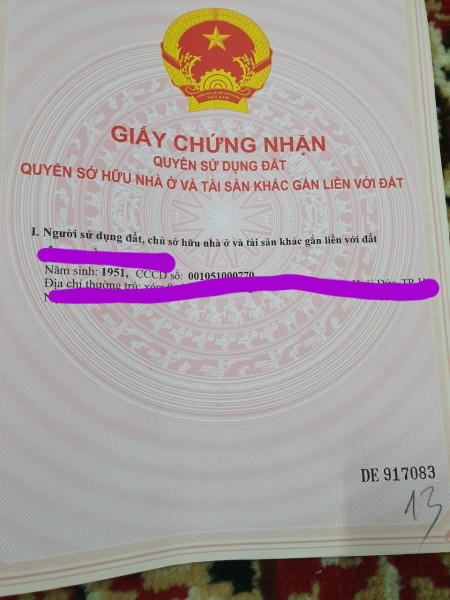 GIẤY CHỨNG NHẬN
QUYỀN SỬ DỤNG ĐẤT
QUYỀN SỞ HỮU NHÀ Ở VÀ TÀI SẢN KHÁC GẮN LIỀN VỚI ĐẤT
I. Người sử dụng đất, chủ sở hữu nhà ở và tài sản khác gắn liền với đất
Năm sinh: 1951, CCCD số: 001051000770
Địa chỉ thường trú: xóm
DE 917083
13